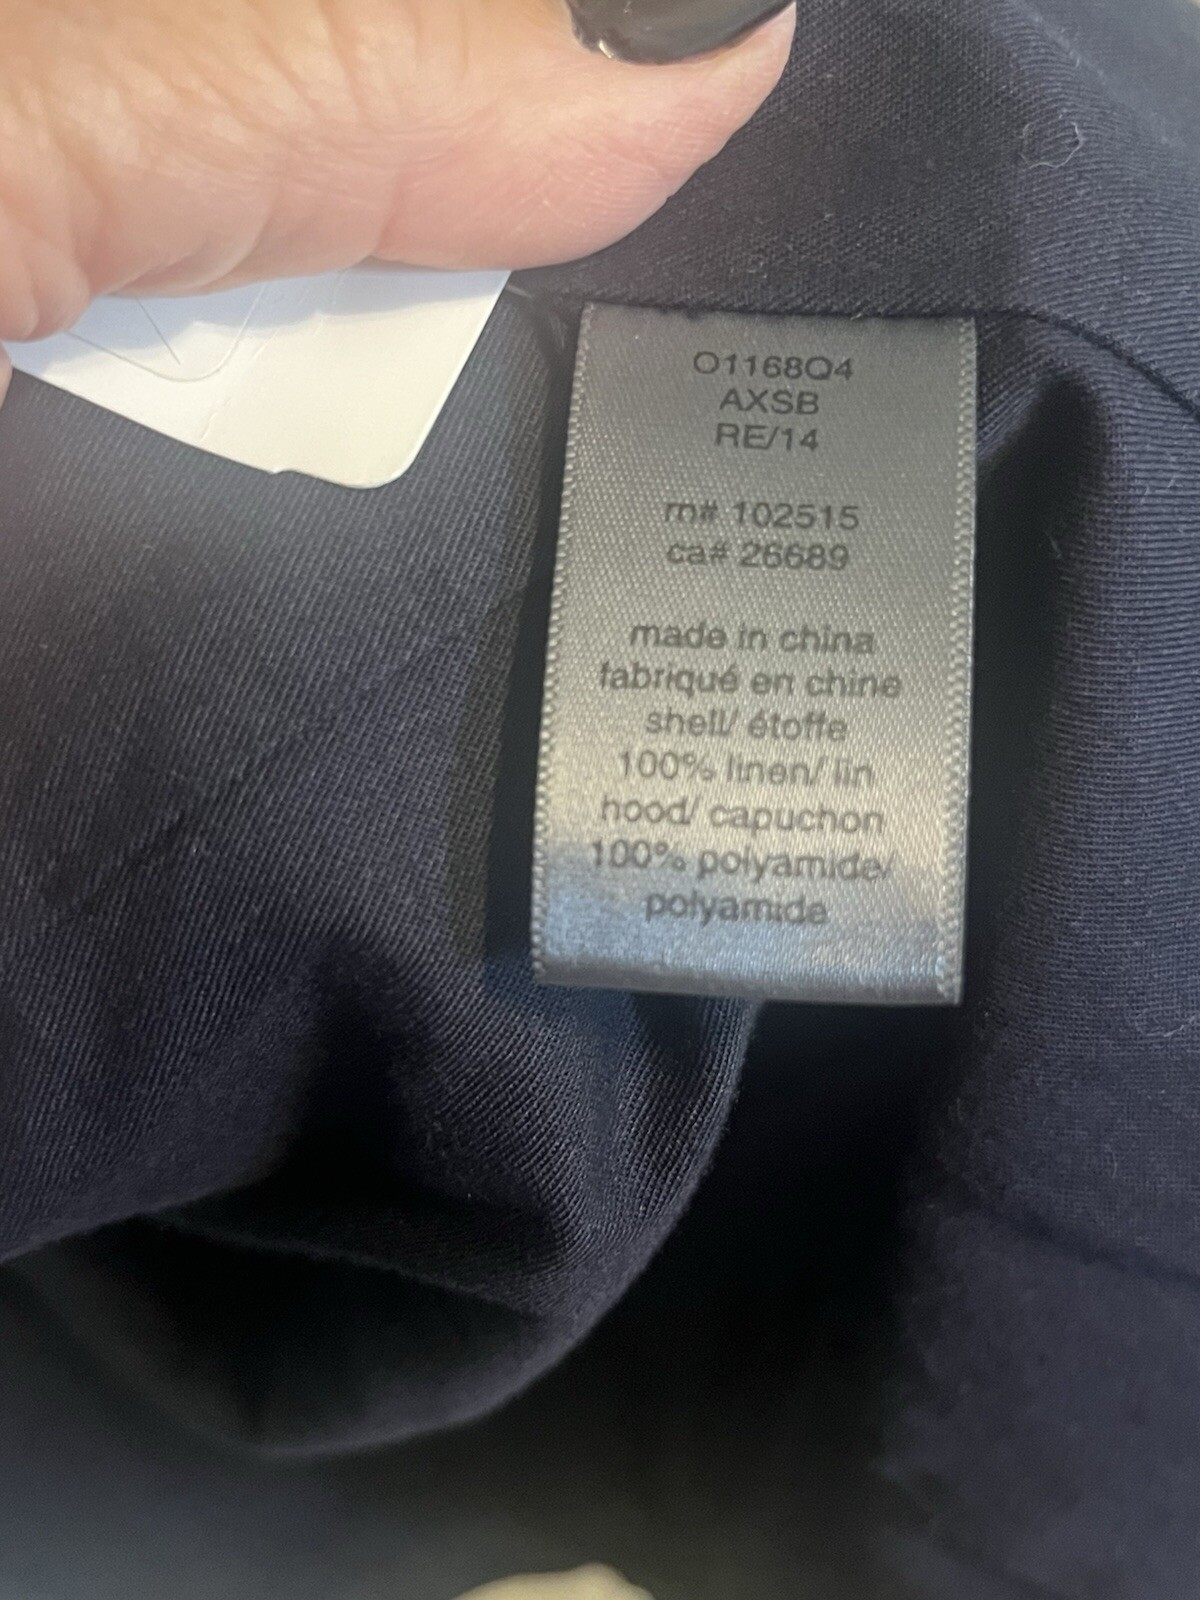 O1168Q4
AXSB
RE/14
rn# 102515
ca# 26689
made in china
fabriqué en chine
shell/ étoffe
100% linen/ lin
hood/ capuchon
100% polyamide/
polyamide